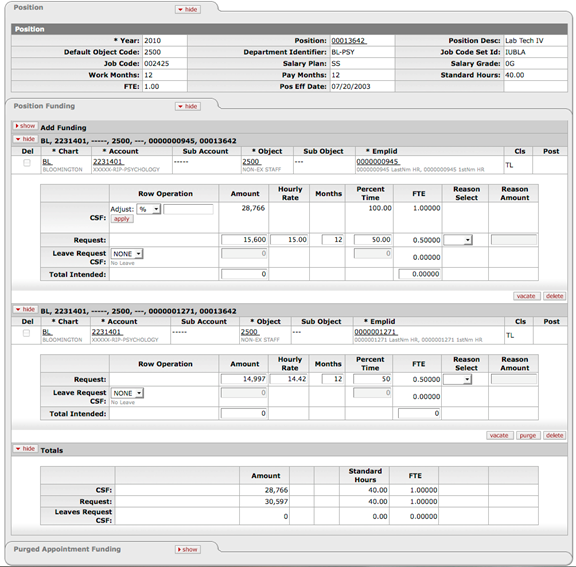 Position hide
Position
* Year: 2010 Position: 00013642 Position Desc: Lab Tech IV
Default Object Code: 2500 Department Identifier: BL-PSY Job Code Set Id: IUBLA
Job Code: 002425 Salary Plan: SS Salary Grade: 0G
Work Months: 12 Pay Months: 12 Standard Hours: 40.00
FTE: 1.00 Pos Eff Date: 07/20/2003
Position Funding hide
show Add Funding
hide BL, 2231401, -----, 2500, ---, 0000000945, 00013642
Del * Chart * Account Sub Account * Object Sub Object * Emplid Cls Post
BL 2231401 ----- 2500 --- 0000000945 TL
BLOOMINGTON XXXXX-RIP-PSYCHOLOGY NON-EX STAFF 0000000945 LastNm HR, 0000000945 1stNm HR
Row Operation Amount Hourly Rate Months Percent Time FTE Reason Select Reason Amount
CSF: Adjust: % apply 28,766 100.00 1.00000
Request: 15,600 15.00 12 50.00 0.50000
Leave Request CSF: NONE No Leave 0 0 0.00000
Total Intended: 0 0.00000
vacate delete
hide BL, 2231401, -----, 2500, ---, 0000001271, 00013642
Del * Chart * Account Sub Account * Object Sub Object * Emplid Cls Post
BL 2231401 ----- 2500 --- 0000001271 TL
BLOOMINGTON XXXXX-RIP-PSYCHOLOGY NON-EX STAFF 0000001271 LastNm HR, 0000001271 1stNm HR
Row Operation Amount Hourly Rate Months Percent Time FTE Reason Select Reason Amount
Request: 14,997 14.42 12 50 0.50000
Leave Request CSF: NONE No Leave 0 0 0.00000
Total Intended: 0 0
vacate purge delete
hide Totals
Amount Standard Hours FTE
CSF: 28,766 40.00 1.00000
Request: 30,597 40.00 1.00000
Leaves Request CSF: 0 0.00 0.00000
Purged Appointment Funding show